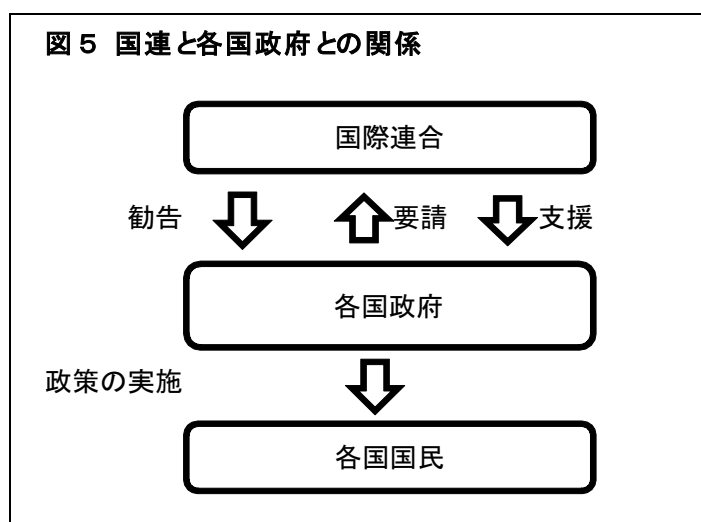 図5 国連と各国政府との関係
国際連合
勧告 要請 支援
各国政府
政策の実施
各国国民